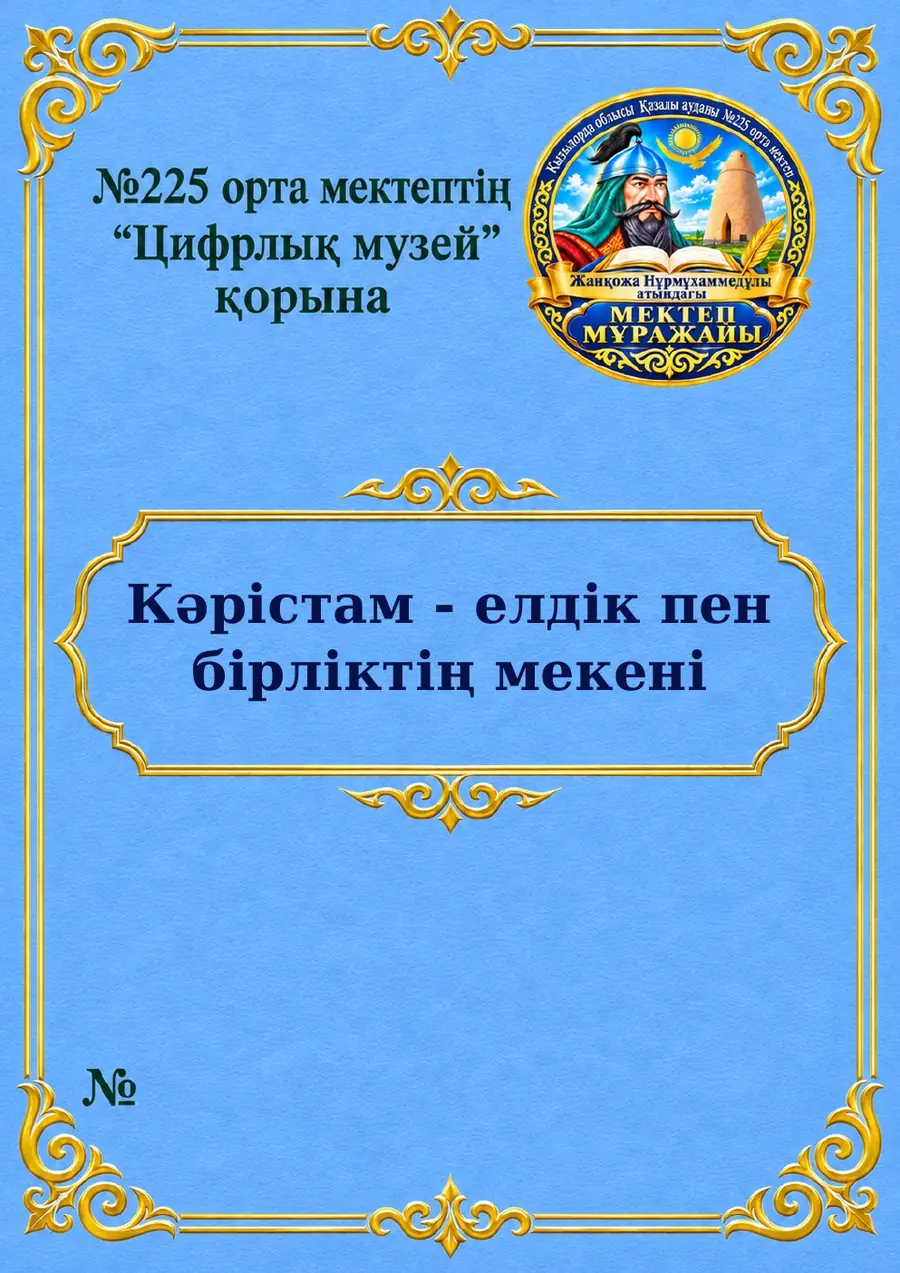 №225 орта мектептің
“Цифрлық музей”
қорына
Қызылорда облысы Қазалы ауданы №225 орта мектеп
Жанқожа Нұрмұхаммедұлы
атындағы
МЕКТЕП
МҰРАЖАЙЫ
Кәрістам - елдік пен
бірліктің мекені
№